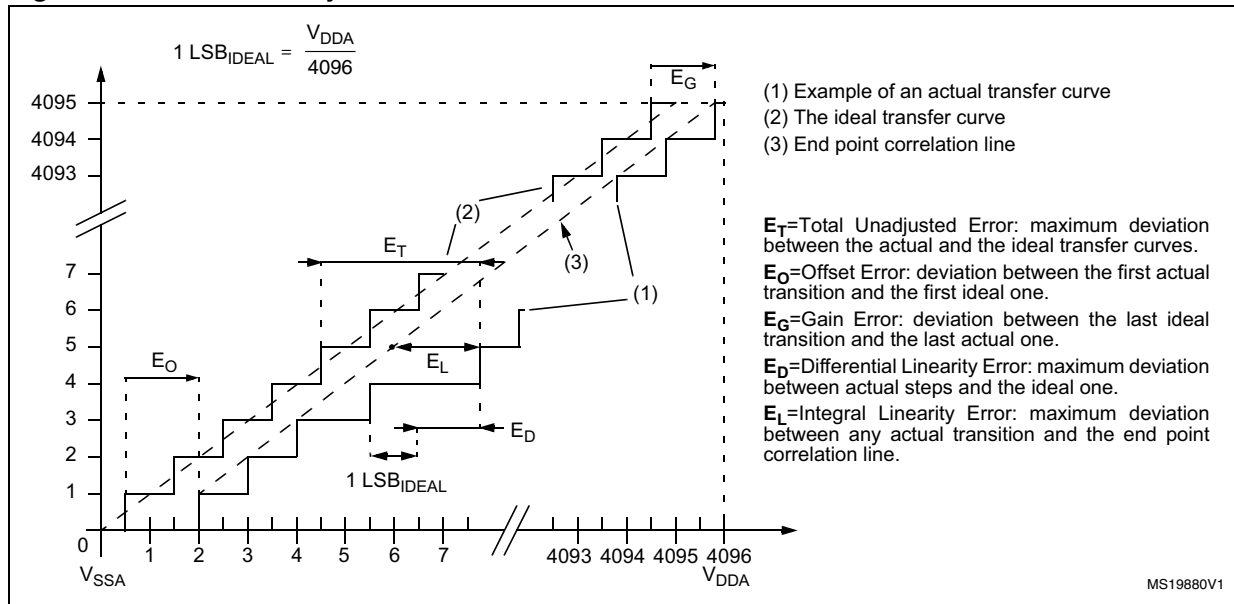 1 LSB_IDEAL = V_DDA / 4096
E_G
4095
4094
4093
(1) Example of an actual transfer curve
(2) The ideal transfer curve
(3) End point correlation line
(2)
E_T
(3)
(1)
7
6
5
4
3
2
1
0
E_O
E_L
E_D
1 LSB_IDEAL
E_T=Total Unadjusted Error: maximum deviation
between the actual and the ideal transfer curves.
E_O=Offset Error: deviation between the first actual
transition and the first ideal one.
E_G=Gain Error: deviation between the last ideal
transition and the last actual one.
E_D=Differential Linearity Error: maximum deviation
between actual steps and the ideal one.
E_L=Integral Linearity Error: maximum deviation
between any actual transition and the end point
correlation line.
1 2 3 4 5 6 7 4093 4094 4095 4096
V_SSA
V_DDA
MS19880V1